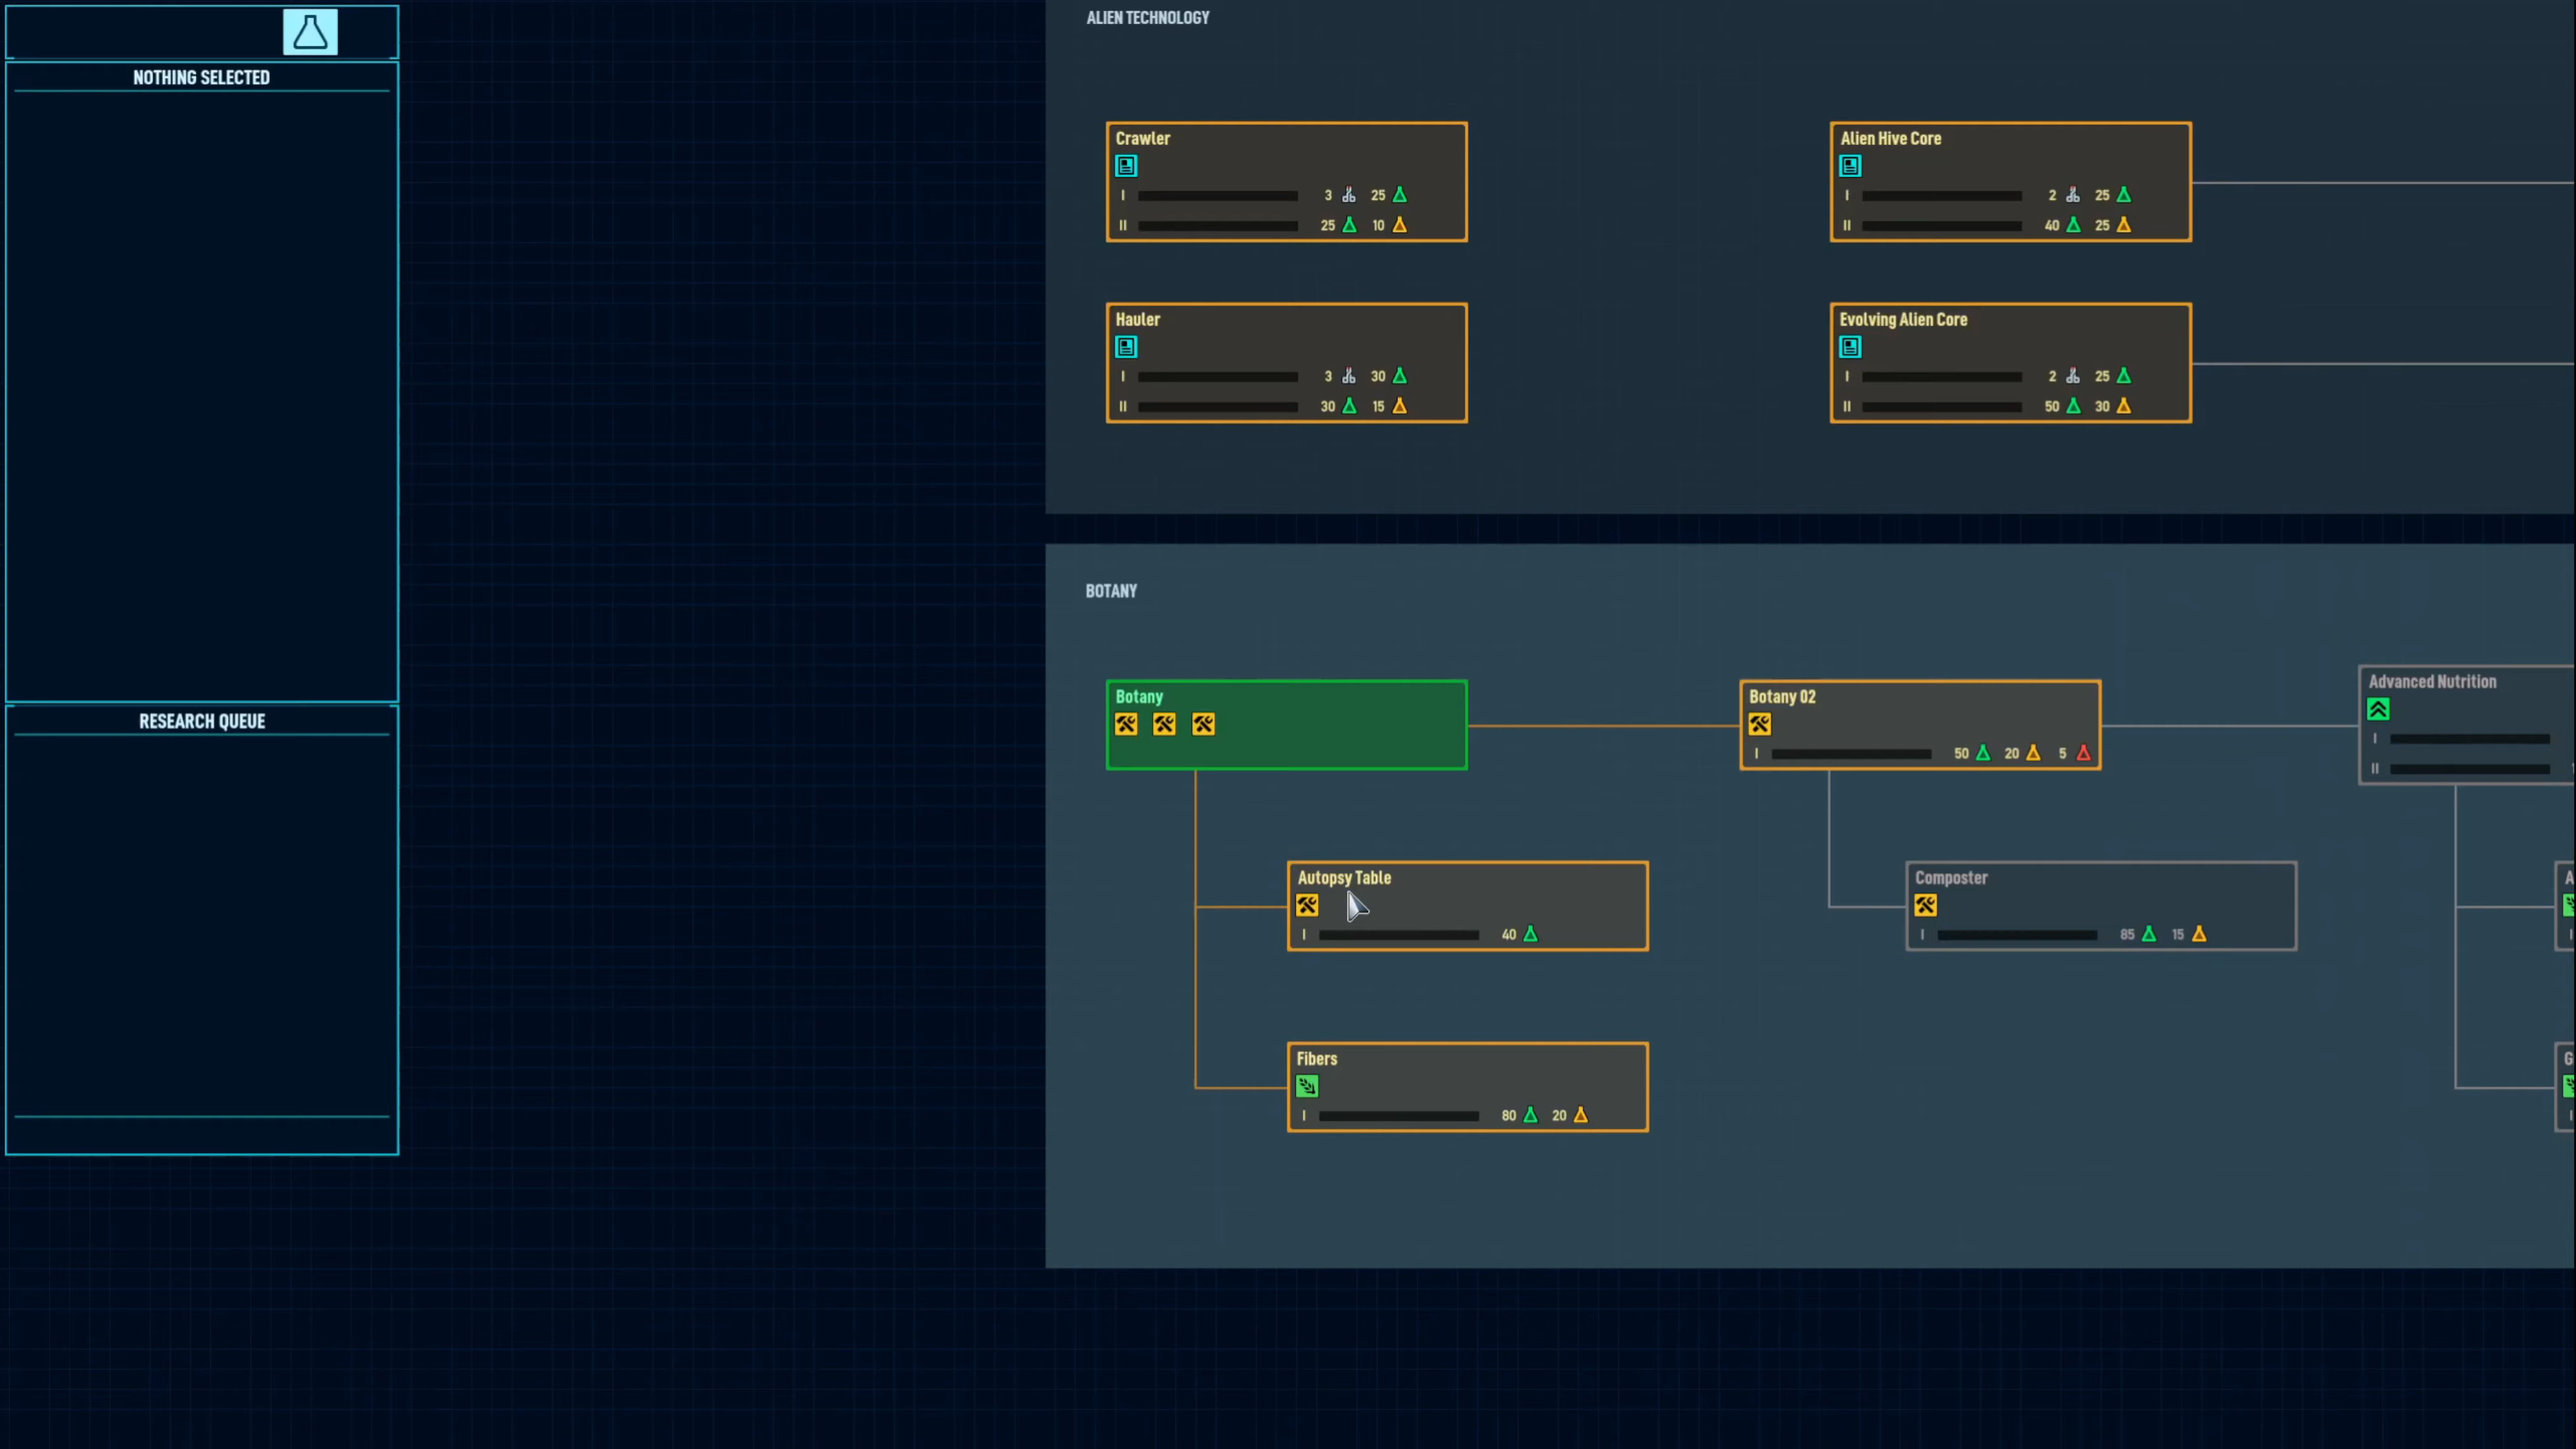 NOTHING SELECTED
RESEARCH QUEUE
ALIEN TECHNOLOGY
Crawler
I 3 25
II 25 10
Alien Hive Core
I 2 25
II 40 25
Hauler
I 3 30
II 30 15
Evolving Alien Core
I 2 25
II 50 30
BOTANY
Botany
Botany 02
I 50 20 5
Advanced Nutrition
I
II
Autopsy Table
I 40
Composter
I 85 15
Fibers
I 80 20